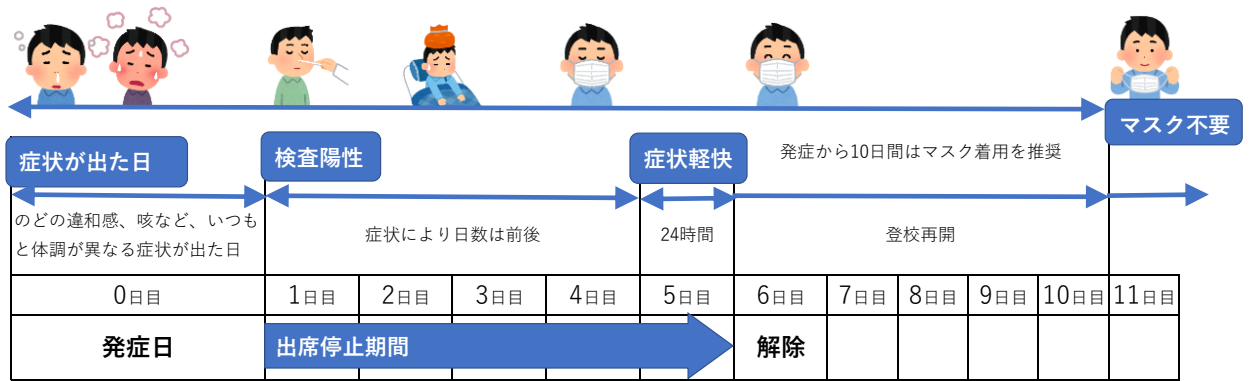 マスク不要
症状が出た日
検査陽性
症状軽快
発症から10日間はマスク着用を推奨
のどの違和感、咳など、いつも
と体調が異なる症状が出た日
症状により日数は前後
24時間
登校再開
0日目 1日目 2日目 3日目 4日目 5日目 6日目 7日目 8日目 9日目 10日目 11日目
発症日 出席停止期間 解除